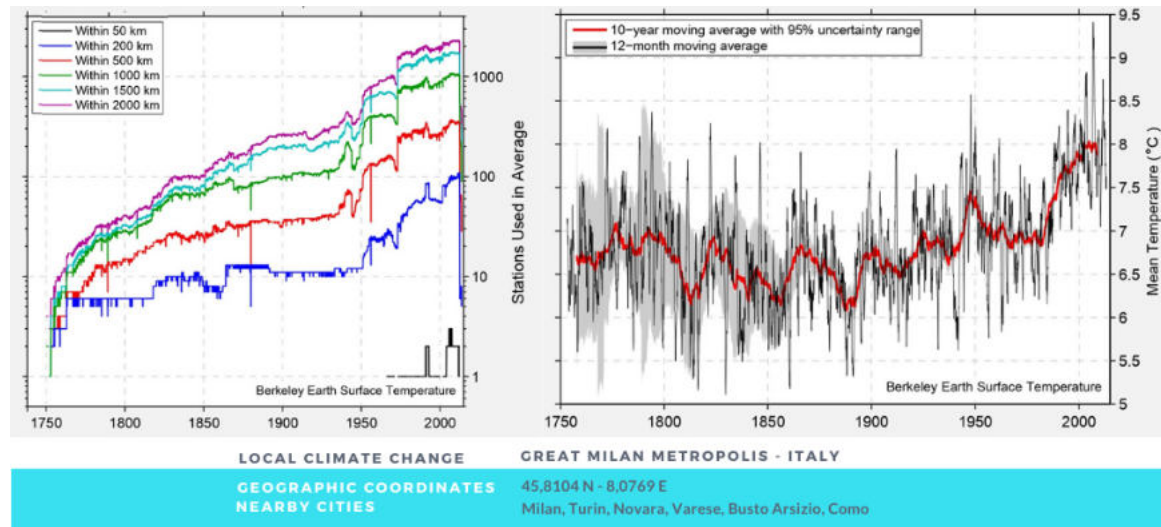 Within 50 km
Within 200 km
Within 500 km
Within 1000 km
Within 1500 km
Within 2000 km
1000
100
10
1
Stations Used in Average
Berkeley Earth Surface Temperature
1750
1800
1850
1900
1950
2000
10-year moving average with 95% uncertainty range
12-month moving average
9.5
9
8.5
8
7.5
7
6.5
6
5.5
5
Mean Temperature (°C)
Berkeley Earth Surface Temperature
1750
1800
1850
1900
1950
2000
LOCAL CLIMATE CHANGE GREAT MILAN METROPOLIS - ITALY
GEOGRAPHIC COORDINATES 45,8104 N - 8,0769 E
NEARBY CITIES Milan, Turin, Novara, Varese, Busto Arsizio, Como